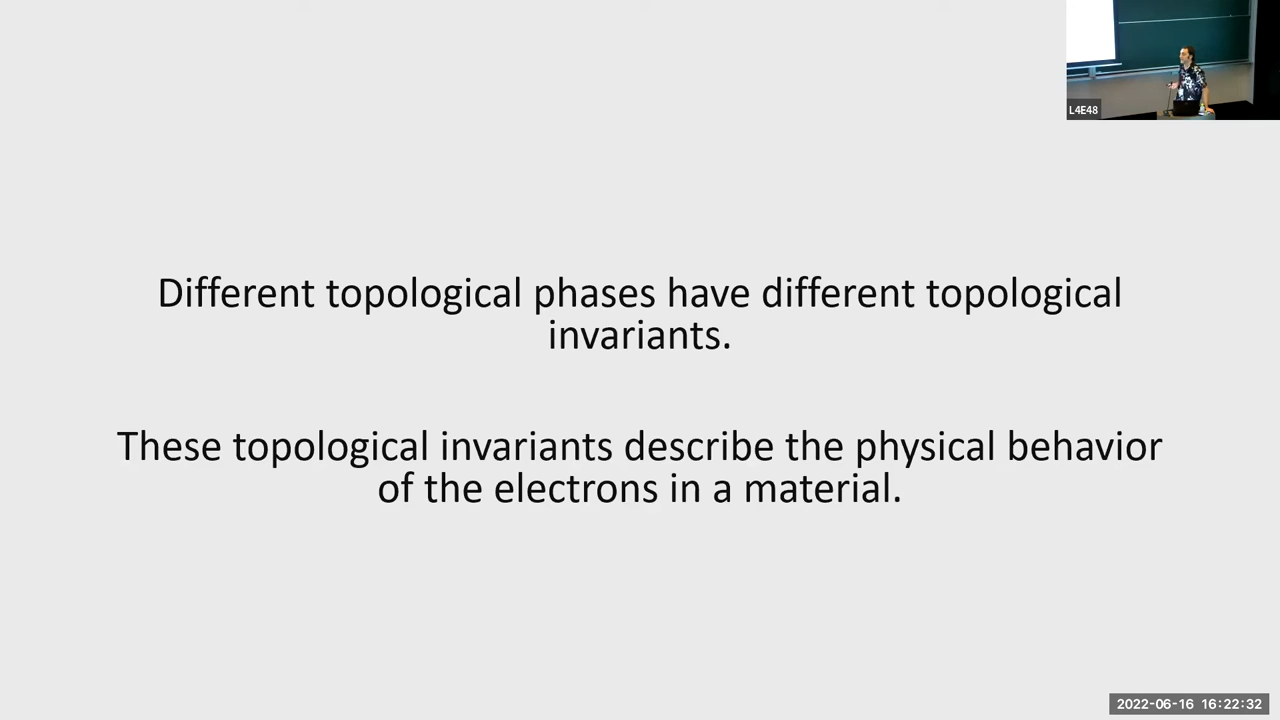 L4E48
Different topological phases have different topological
invariants.
These topological invariants describe the physical behavior
of the electrons in a material.
2022-06-16 16:22:32